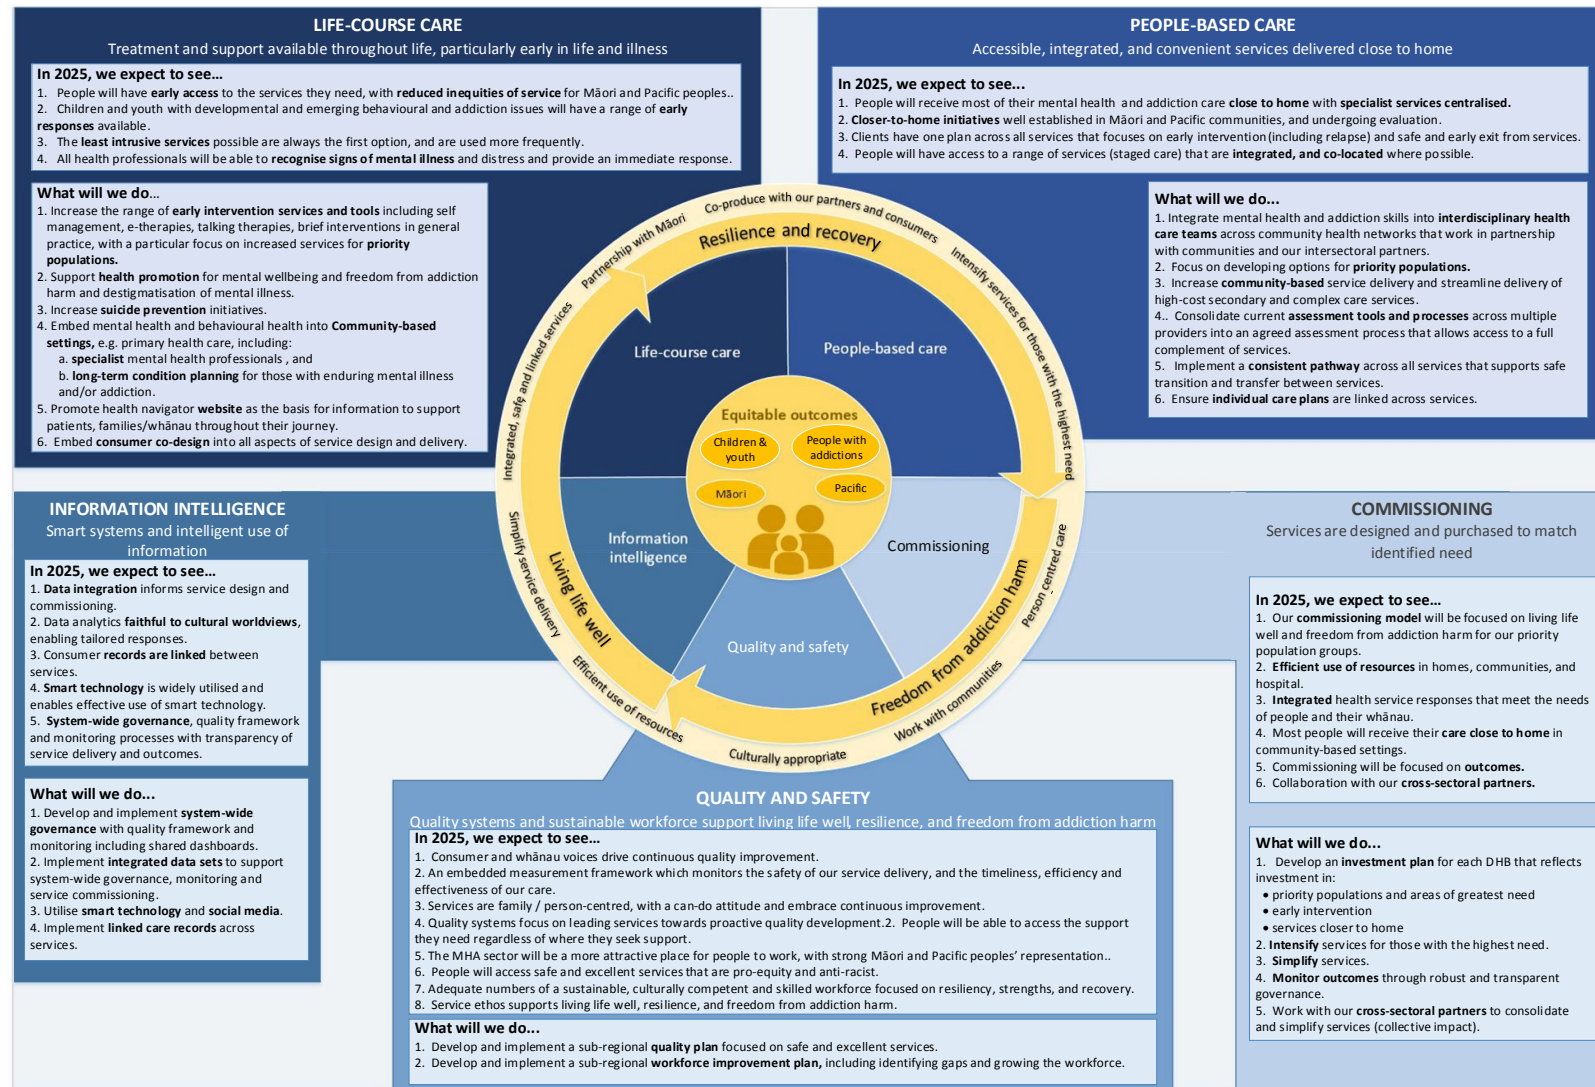 LIFE-COURSE CARE
Treatment and support available throughout life, particularly early in life and illness
In 2025, we expect to see...
1. People will have early access to the services they need, with reduced inequities of service for Māori and Pacific peoples..
2. Children and youth with developmental and emerging behavioural and addiction issues will have a range of early
responses available.
3. The least intrusive services possible are always the first option, and are used more frequently.
4. All health professionals will be able to recognise signs of mental illness and distress and provide an immediate response.
What will we do...
1. Increase the range of early intervention services and tools including self
management, e-therapies, talking therapies, brief interventions in general
practice, with a particular focus on increased services for priority
populations.
2. Support health promotion for mental wellbeing and freedom from addiction
harm and destigmatisation of mental illness.
3. Increase suicide prevention initiatives.
4. Embed mental health and behavioural health into Community-based
settings, e.g. primary health care, including:
a. specialist mental health professionals , and
b. long-term condition planning for those with enduring mental illness
and/or addiction.
5. Promote health navigator website as the basis for information to support
patients, families/whānau throughout their journey.
6. Embed consumer co-design into all aspects of service design and delivery.
PEOPLE-BASED CARE
Accessible, integrated, and convenient services delivered close to home
In 2025, we expect to see...
1. People will receive most of their mental health and addiction care close to home with specialist services centralised.
2. Closer-to-home initiatives well established in Māori and Pacific communities, and undergoing evaluation.
3. Clients have one plan across all services that focuses on early intervention (including relapse) and safe and early exit from services.
4. People will have access to a range of services (staged care) that are integrated, and co-located where possible.
What will we do...
1. Integrate mental health and addiction skills into interdisciplinary health
care teams across community health networks that work in partnership
with communities and our intersectoral partners.
2. Focus on developing options for priority populations.
3. Increase community-based service delivery and streamline delivery of
high-cost secondary and complex care services.
4.. Consolidate current assessment tools and processes across multiple
providers into an agreed assessment process that allows access to a full
complement of services.
5. Implement a consistent pathway across all services that supports safe
transition and transfer between services.
6. Ensure individual care plans are linked across services.
Partnership with Māori
Co-produce with our partners and consumers
Intensify services for those with the highest need
Person centred care
Work with communities
Culturally appropriate
Efficient use of resources
Simplify service delivery
Integrated, safe and linked services
Resilience and recovery
Freedom from addiction harm
Living life well
Life-course care
People-based care
Commissioning
Quality and safety
Information
intelligence
Equitable outcomes
Children &
youth
People with
addictions
Māori
Pacific
INFORMATION INTELLIGENCE
Smart systems and intelligent use of
information
In 2025, we expect to see...
1. Data integration informs service design and
commissioning.
2. Data analytics faithful to cultural worldviews,
enabling tailored responses.
3. Consumer records are linked between
services.
4. Smart technology is widely utilised and
enables effective use of smart technology.
5. System-wide governance, quality framework
and monitoring processes with transparency of
service delivery and outcomes.
What will we do...
1. Develop and implement system-wide
governance with quality framework and
monitoring including shared dashboards.
2. Implement integrated data sets to support
system-wide governance, monitoring and
service commissioning.
3. Utilise smart technology and social media.
4. Implement linked care records across
services.
QUALITY AND SAFETY
Quality systems and sustainable workforce support living life well, resilience, and freedom from addiction harm
In 2025, we expect to see...
1. Consumer and whānau voices drive continuous quality improvement.
2. An embedded measurement framework which monitors the safety of our service delivery, and the timeliness, efficiency and
effectiveness of our care.
3. Services are family / person-centred, with a can-do attitude and embrace continuous improvement.
4. Quality systems focus on leading services towards proactive quality development.2. People will be able to access the support
they need regardless of where they seek support.
5. The MHA sector will be a more attractive place for people to work, with strong Māori and Pacific peoples' representation..
6. People will access safe and excellent services that are pro-equity and anti-racist.
7. Adequate numbers of a sustainable, culturally competent and skilled workforce focused on resiliency, strengths, and recovery.
8. Service ethos supports living life well, resilience, and freedom from addiction harm.
What will we do...
1. Develop and implement a sub-regional quality plan focused on safe and excellent services.
2. Develop and implement a sub-regional workforce improvement plan, including identifying gaps and growing the workforce.
COMMISSIONING
Services are designed and purchased to match
identified need
In 2025, we expect to see...
1. Our commissioning model will be focused on living life
well and freedom from addiction harm for our priority
population groups.
2. Efficient use of resources in homes, communities, and
hospital.
3. Integrated health service responses that meet the needs
of people and their whānau.
4. Most people will receive their care close to home in
community-based settings.
5. Commissioning will be focused on outcomes.
6. Collaboration with our cross-sectoral partners.
What will we do...
1. Develop an investment plan for each DHB that reflects
investment in:
• priority populations and areas of greatest need
• early intervention
• services closer to home
2. Intensify services for those with the highest need.
3. Simplify services.
4. Monitor outcomes through robust and transparent
governance.
5. Work with our cross-sectoral partners to consolidate
and simplify services (collective impact).